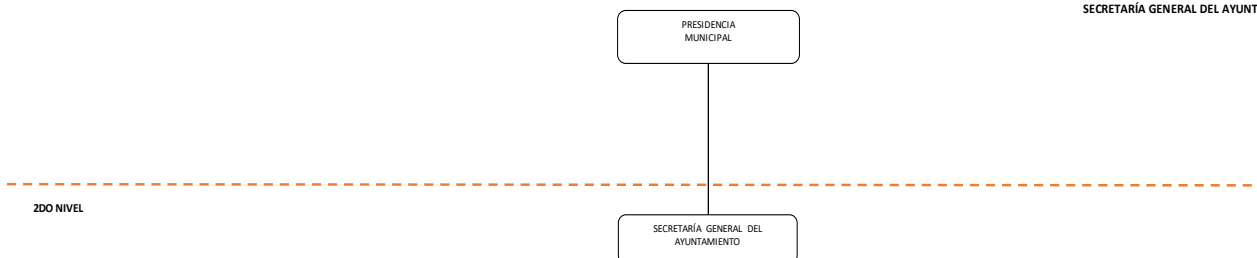 SECRETARÍA GENERAL DEL AYUNT
PRESIDENCIA
MUNICIPAL
2DO NIVEL
SECRETARÍA GENERAL DEL
AYUNTAMIENTO